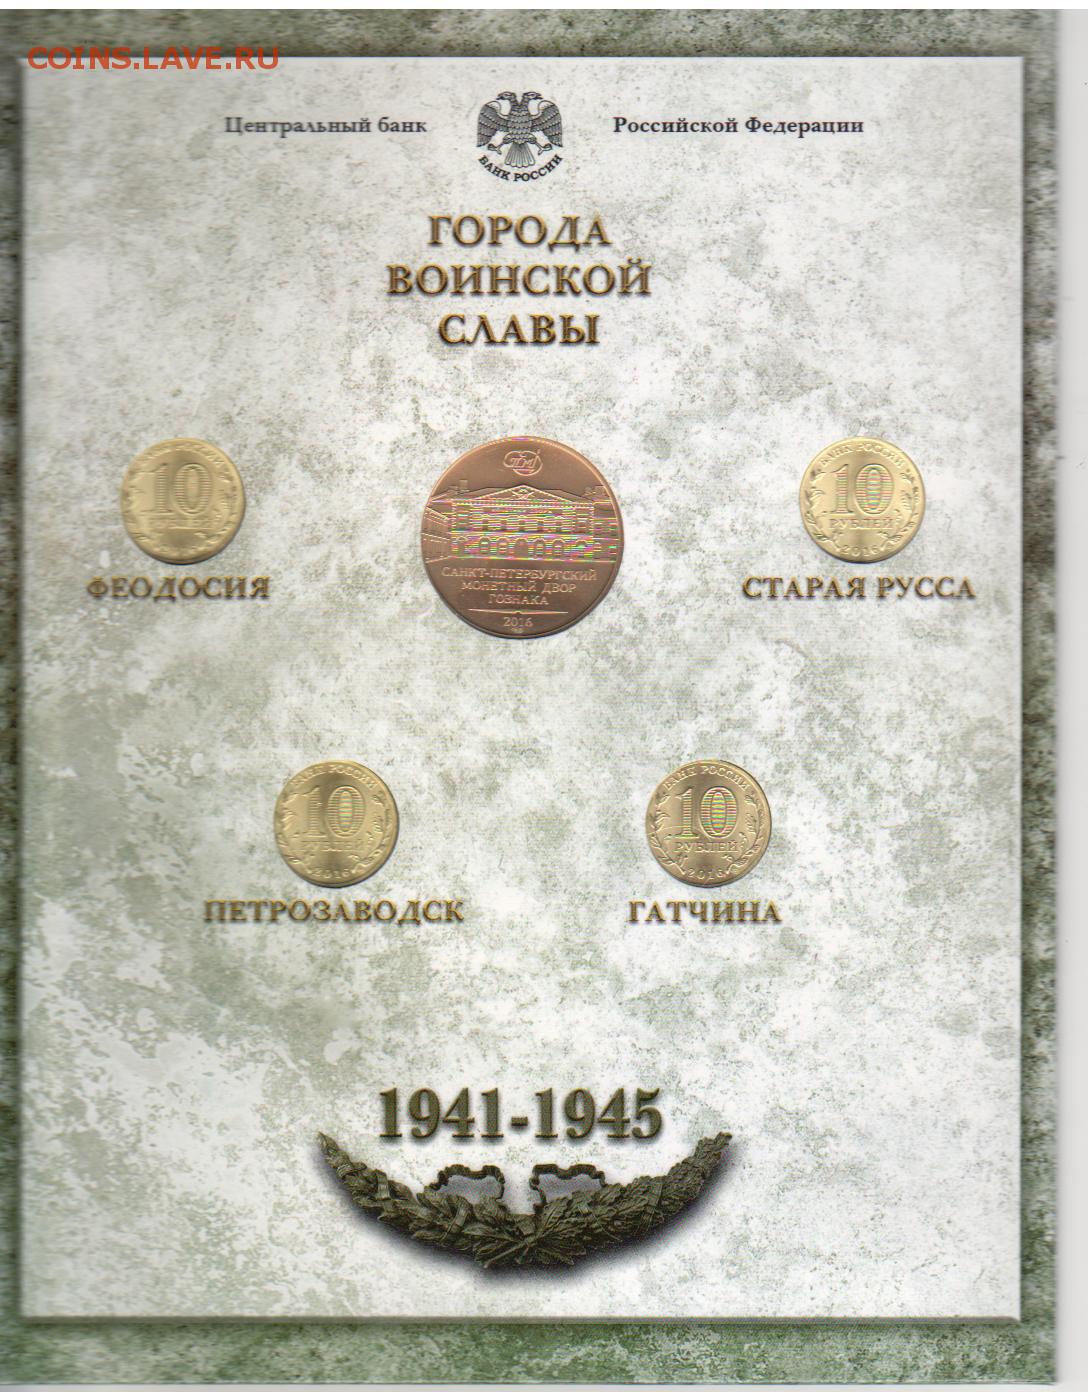 COINS.LAVE.RU
Центральный банк
Российской Федерации
БАНК РОССИИ
ГОРОДА
ВОИНСКОЙ
СЛАВЫ
10
РУБЛЕЙ
ФЕОДОСИЯ
САНКТ-ПЕТЕРБУРГСКИЙ
МОНЕТНЫЙ ДВОР
ГОЗНАКА
2016
БАНК РОССИИ
10
РУБЛЕЙ
2016
СТАРАЯ РУССА
БАНК РОССИИ
10
РУБЛЕЙ
2016
ПЕТРОЗАВОДСК
БАНК РОССИИ
10
РУБЛЕЙ
2016
ГАТЧИНА
1941-1945